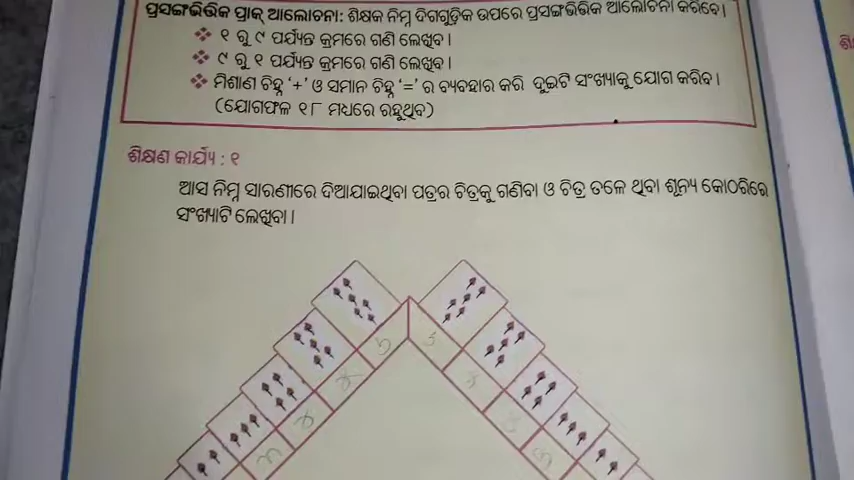 ପ୍ରସଙ୍ଗଭିତ୍ତିକ ପ୍ରାକ୍ ଆଲୋଚନା: ଶିକ୍ଷକ ନିମ୍ନ ଦିଗଗୁଡ଼ିକ ଉପରେ ପ୍ରସଙ୍ଗଭିତ୍ତିକ ଆଲୋଚନା କରିବେ।
❖ ୧ ରୁ ୯ ପର୍ଯ୍ୟନ୍ତ କ୍ରମରେ ଗଣି ଲେଖିବ।
❖ ୯ ରୁ ୧ ପର୍ଯ୍ୟନ୍ତ କ୍ରମରେ ଗଣି ଲେଖିବ।
❖ ମିଶାଣ ଚିହ୍ନ '+' ଓ ସମାନ ଚିହ୍ନ '=' ର ବ୍ୟବହାର କରି ଦୁଇଟି ସଂଖ୍ୟାକୁ ଯୋଗ କରିବ।
(ଯୋଗଫଳ ୧୮ ମଧ୍ୟରେ ରହୁଥିବ)
ଶିକ୍ଷଣ କାର୍ଯ୍ୟ : ୧
ଆସ ନିମ୍ନ ସାରଣୀରେ ଦିଆଯାଇଥିବା ପତ୍ରର ଚିତ୍ରକୁ ଗଣିବା ଓ ଚିତ୍ର ତଳେ ଥିବା ଶୂନ୍ୟ କୋଠରିରେ
ସଂଖ୍ୟାଟି ଲେଖିବା।